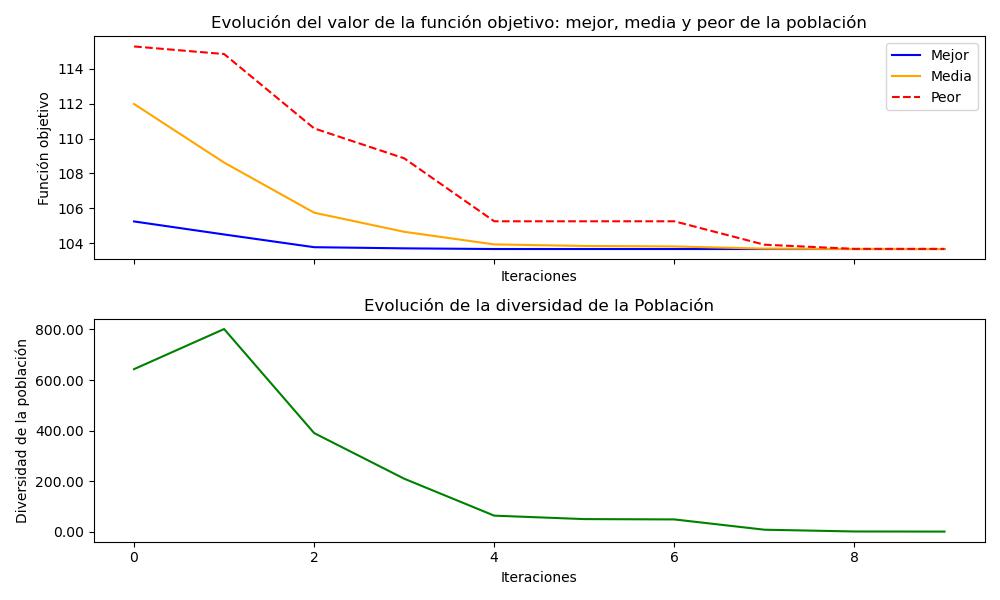 Evolución del valor de la función objetivo: mejor, media y peor de la población
Función objetivo
114
112
110
108
106
104
Mejor
Media
Peor
Iteraciones
Evolución de la diversidad de la Población
Diversidad de la población
800.00
600.00
400.00
200.00
0.00
0
2
4
6
8
Iteraciones